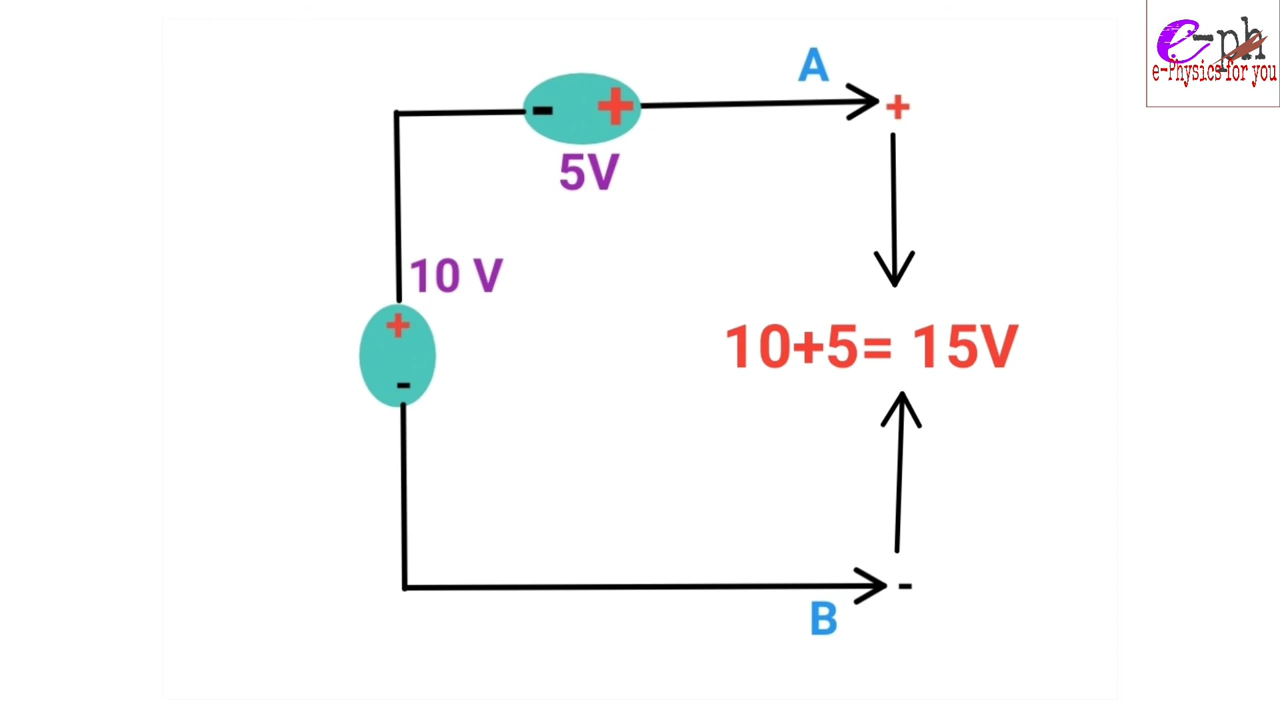 e-ph
e-Physics for you
A
- +
+
5V
10 V
+
-
10+5= 15V
-
B